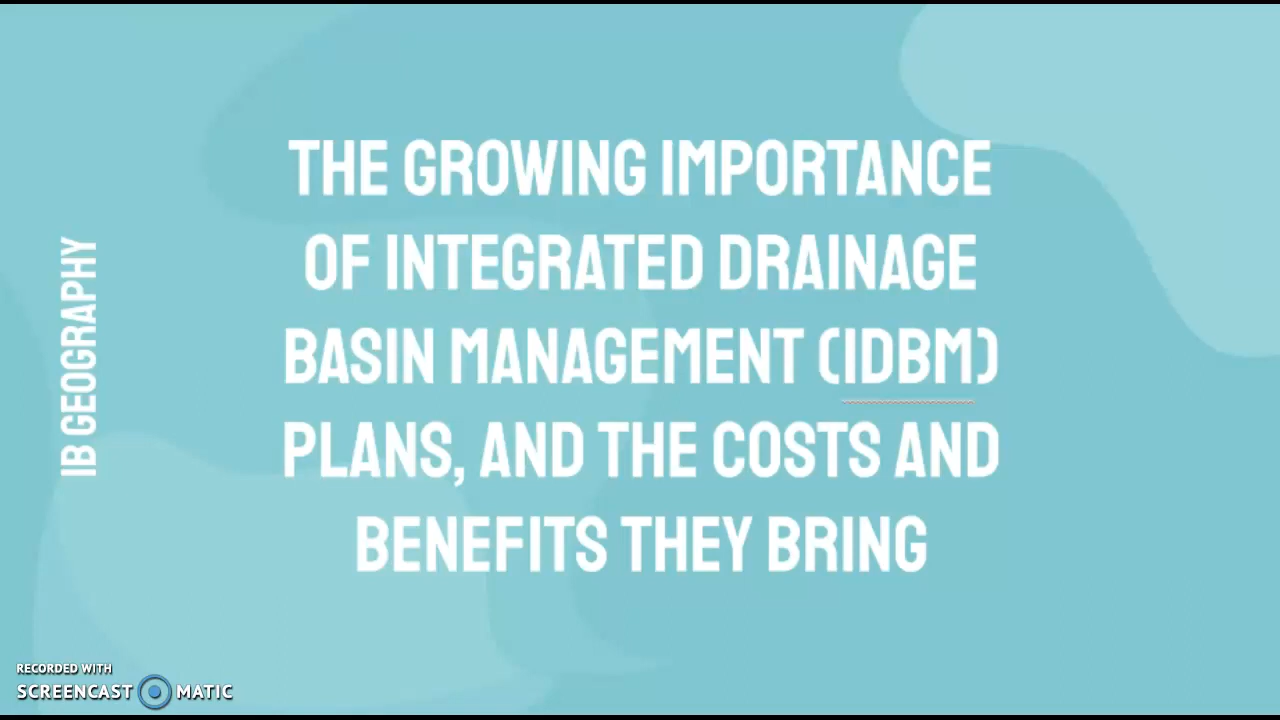 THE GROWING IMPORTANCE
OF INTEGRATED DRAINAGE
BASIN MANAGEMENT (IDBM)
PLANS, AND THE COSTS AND
BENEFITS THEY BRING
IB GEOGRAPHY
RECORDED WITH
SCREENCAST MATIC